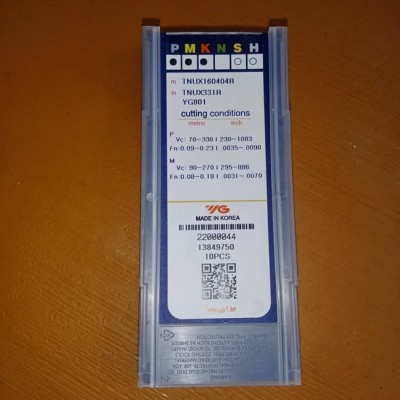 P M K N S H
m TNUX160404R
in TNUX331R
YG801
cutting conditions
metric inch
P
Vc: 70-330 | 230-1083
Fn:0.09-0.23 | .0035-.0090
M
Vc: 90-270 | 295-886
Fn:0.08-0.18 | .0031-.0070
YG
MADE IN KOREA
22000044
13849750
10PCS